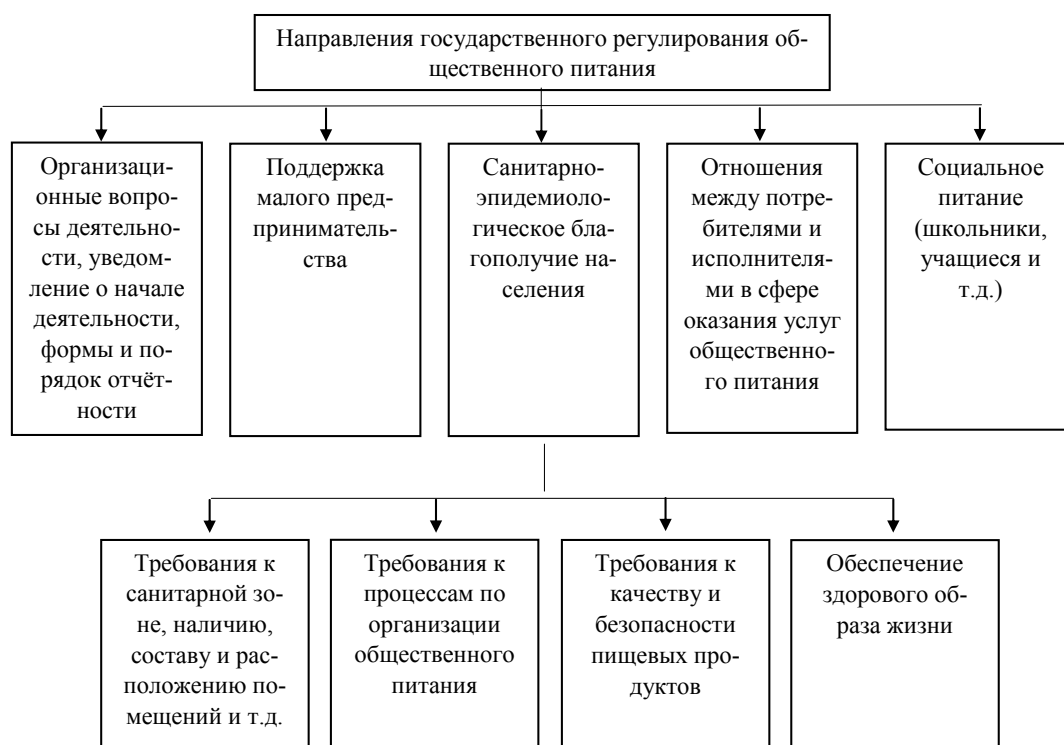 Направления государственного регулирования об-
щественного питания
Организаци-
онные вопро-
сы деятельно-
сти, уведом-
ление о начале
деятельности,
формы и по-
рядок отчёт-
ности
Поддержка
малого пред-
приниматель-
ства
Санитарно-
эпидемиоло-
гическое бла-
гополучие на-
селения
Отношения
между потре-
бителями и
исполнителя-
ми в сфере
оказания услуг
общественно-
го питания
Социальное
питание
(школьники,
учащиеся и
т.д.)
Требования к
санитарной зо-
не, наличию,
составу и рас-
положению по-
мещений и т.д.
Требования к
процессам по
организации
общественного
питания
Требования к
качеству и
безопасности
пищевых про-
дуктов
Обеспечение
здорового об-
раза жизни